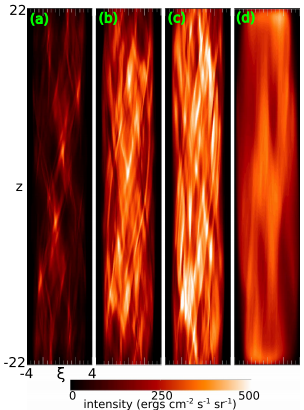 22
(a) (b) (c) (d)
z
-22
-4 ξ 4
0 250 500
intensity (ergs cm⁻² s⁻¹ sr⁻¹)